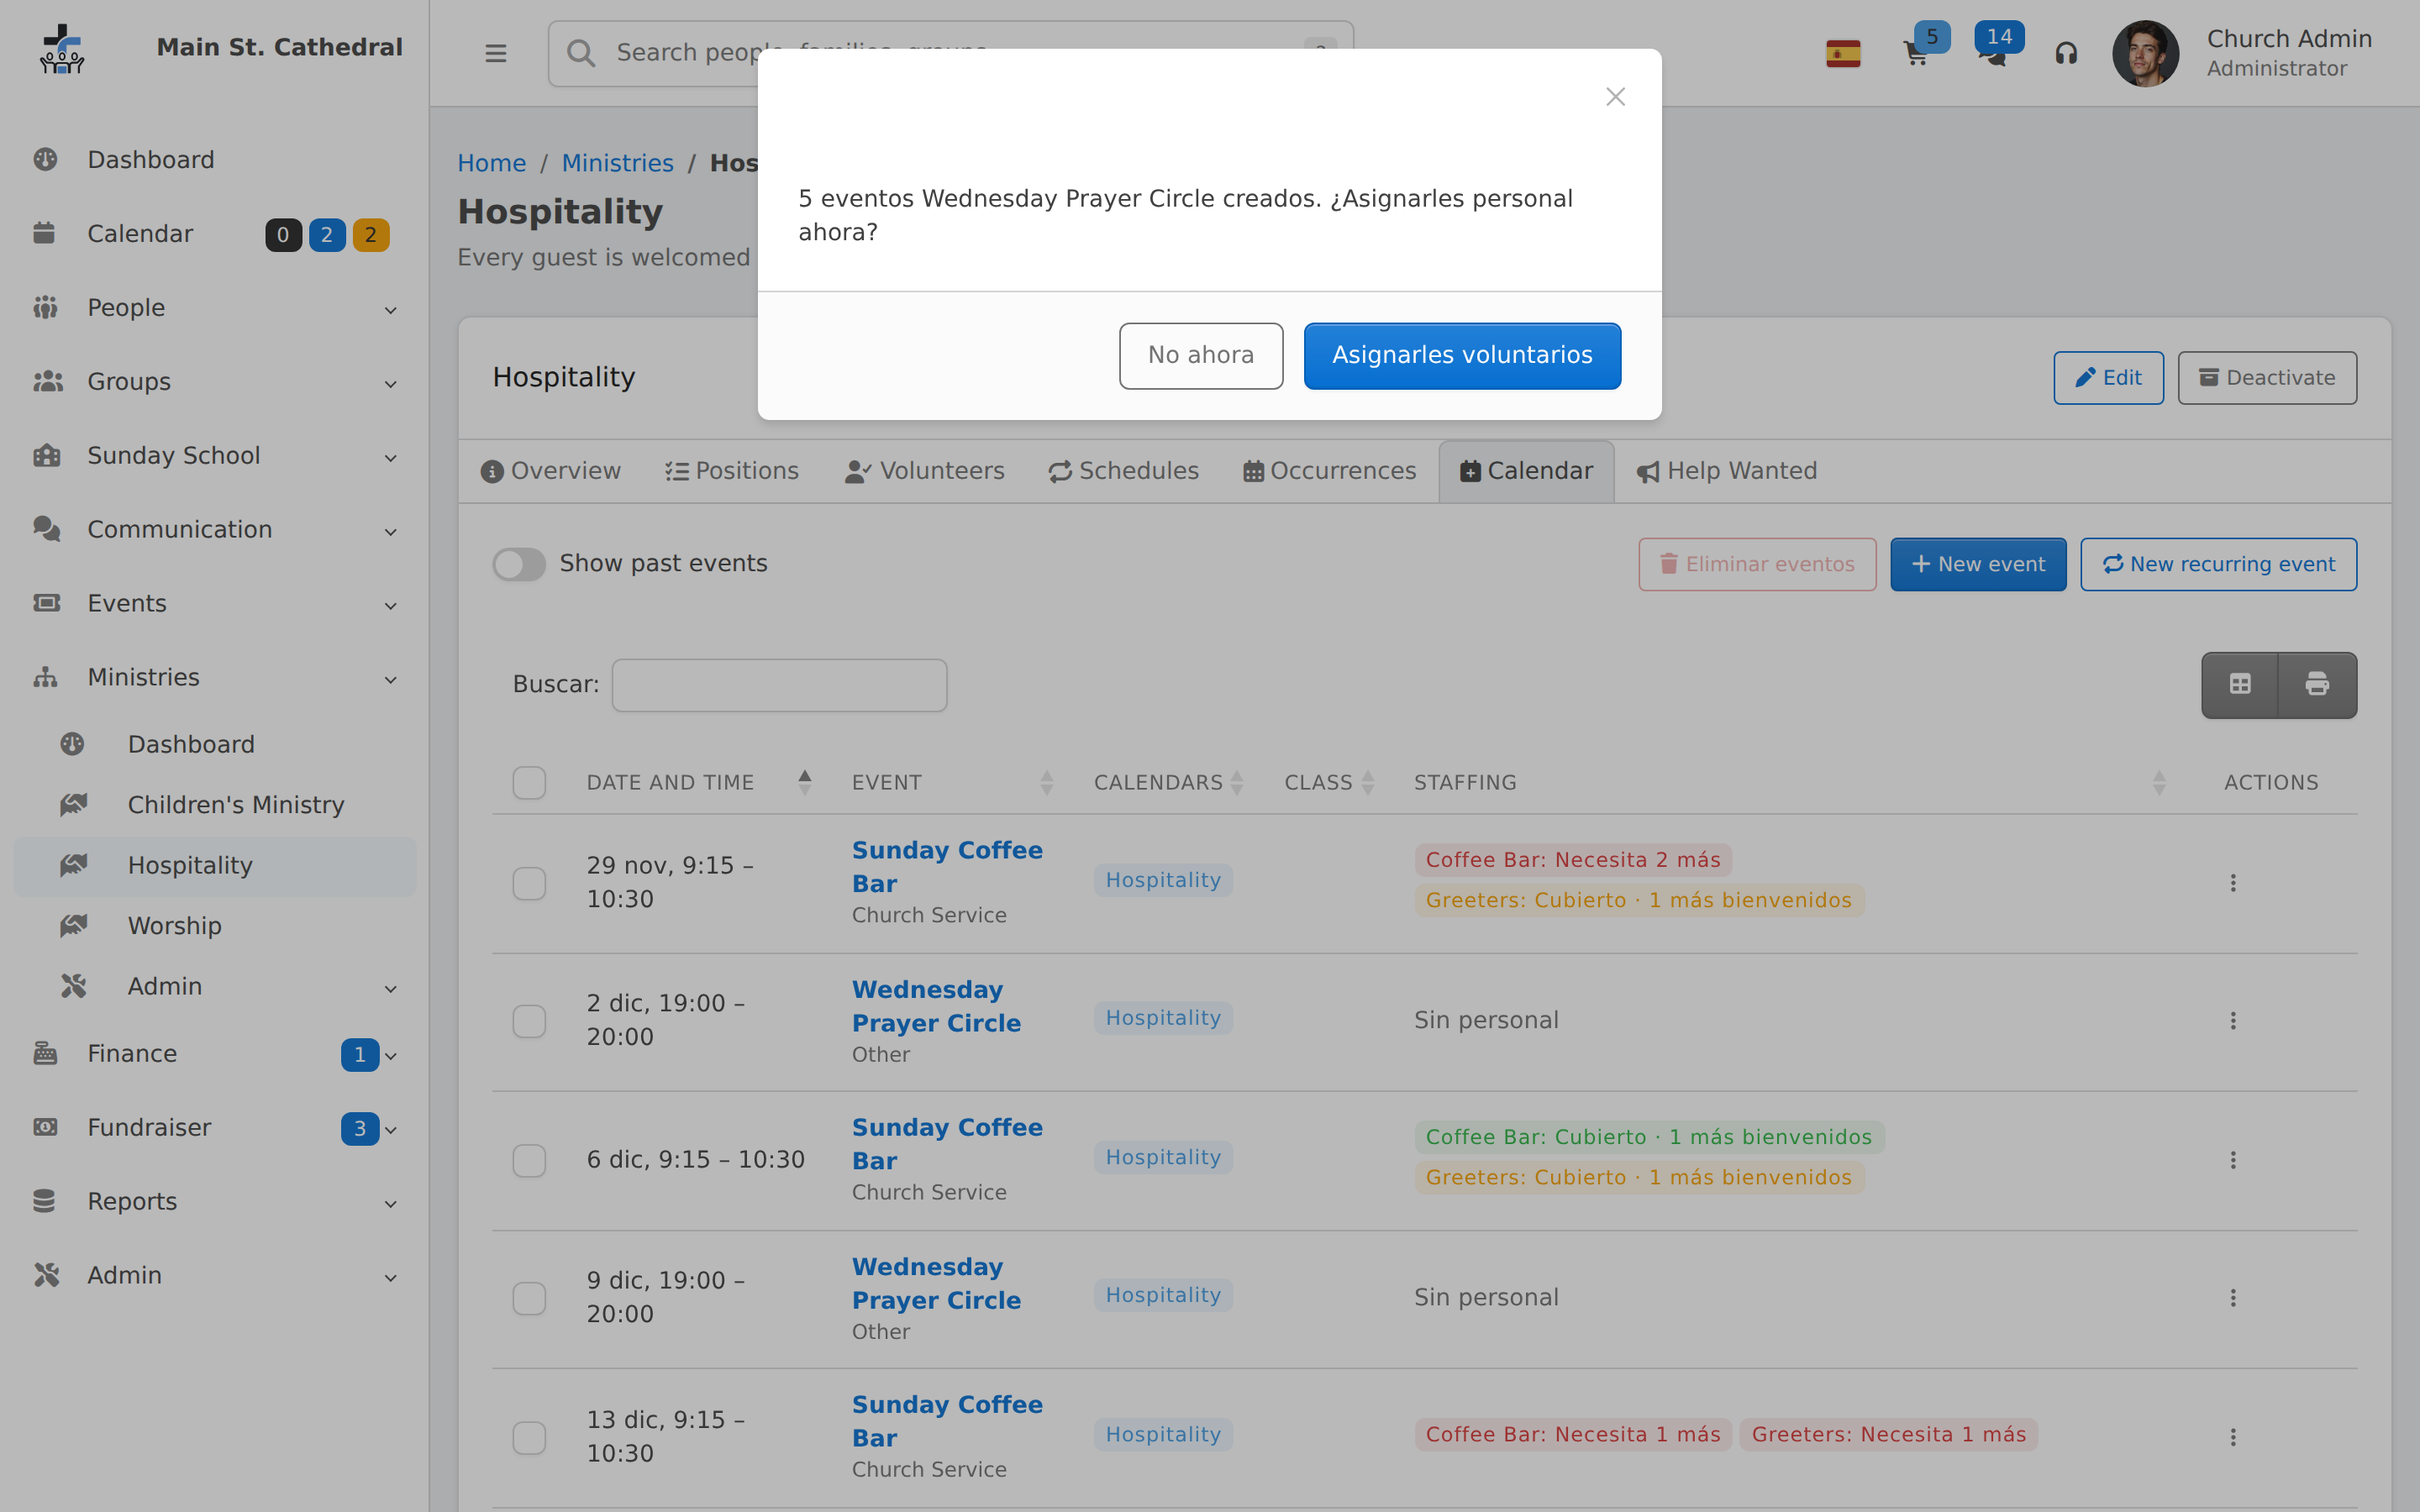 Main St. Cathedral
5
14
Church Admin
Administrator
5 eventos Wednesday Prayer Circle creados. ¿Asignarles personal
ahora?
No ahora
Asignarles voluntarios
Dashboard
Calendar
0
2
2
People
Groups
Sunday School
Communication
Events
Ministries
Dashboard
Children's Ministry
Hospitality
Worship
Admin
Finance
1
Fundraiser
3
Reports
Admin
Home / Ministries /
Hospitality
Every guest is welcomed
Hospitality
Edit
Deactivate
Overview
Positions
Volunteers
Schedules
Occurrences
Calendar
Help Wanted
Show past events
Eliminar eventos
New event
New recurring event
Buscar:
DATE AND TIME
EVENT
CALENDARS
CLASS
STAFFING
ACTIONS
29 nov, 9:15 –
10:30
Sunday Coffee
Bar
Church Service
Hospitality
Coffee Bar: Necesita 2 más
Greeters: Cubierto · 1 más bienvenidos
2 dic, 19:00 –
20:00
Wednesday
Prayer Circle
Other
Hospitality
Sin personal
6 dic, 9:15 – 10:30
Sunday Coffee
Bar
Church Service
Hospitality
Coffee Bar: Cubierto · 1 más bienvenidos
Greeters: Cubierto · 1 más bienvenidos
9 dic, 19:00 –
20:00
Wednesday
Prayer Circle
Other
Hospitality
Sin personal
13 dic, 9:15 –
10:30
Sunday Coffee
Bar
Church Service
Hospitality
Coffee Bar: Necesita 1 más
Greeters: Necesita 1 más